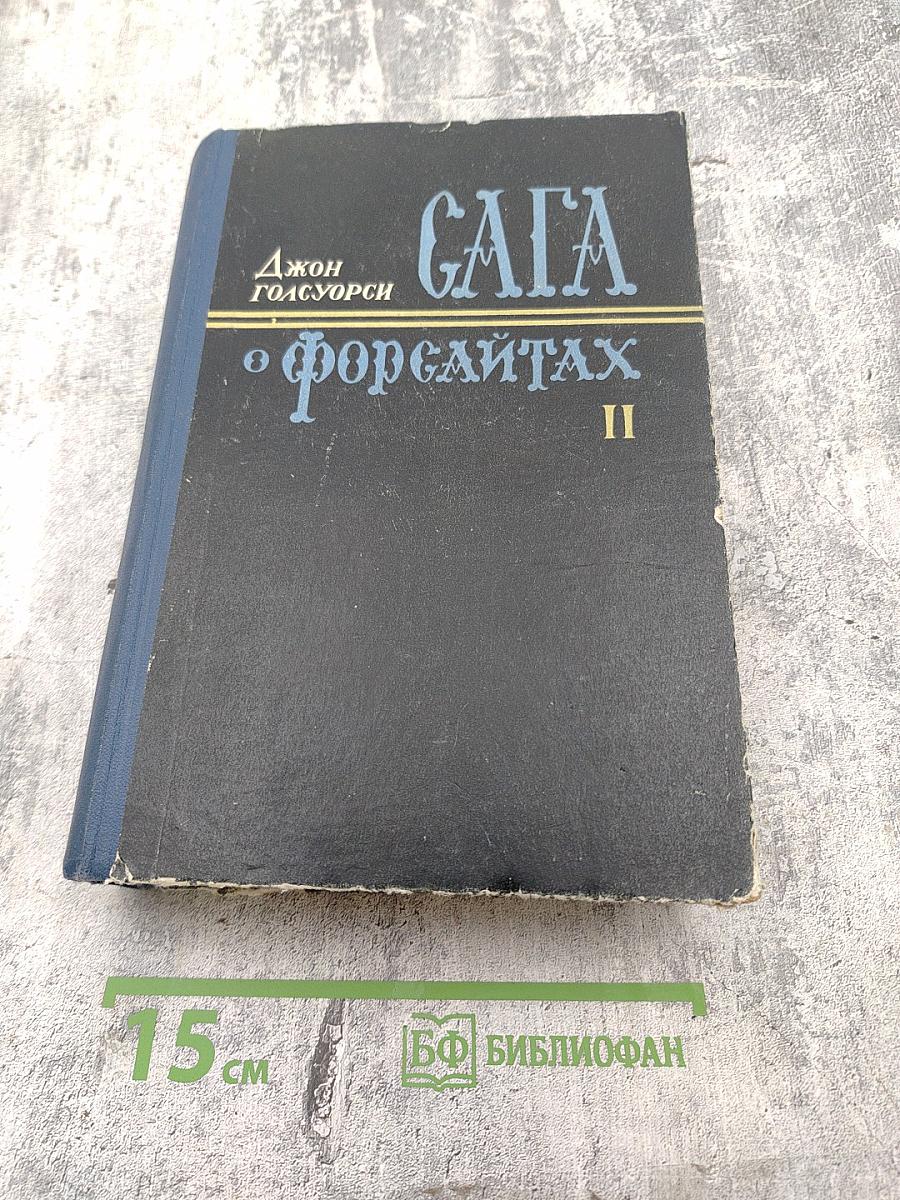 Джон
Голсуорси
САГА
о ФОРСАЙТАХ
II
15 см
БФ БИБЛИОФАН